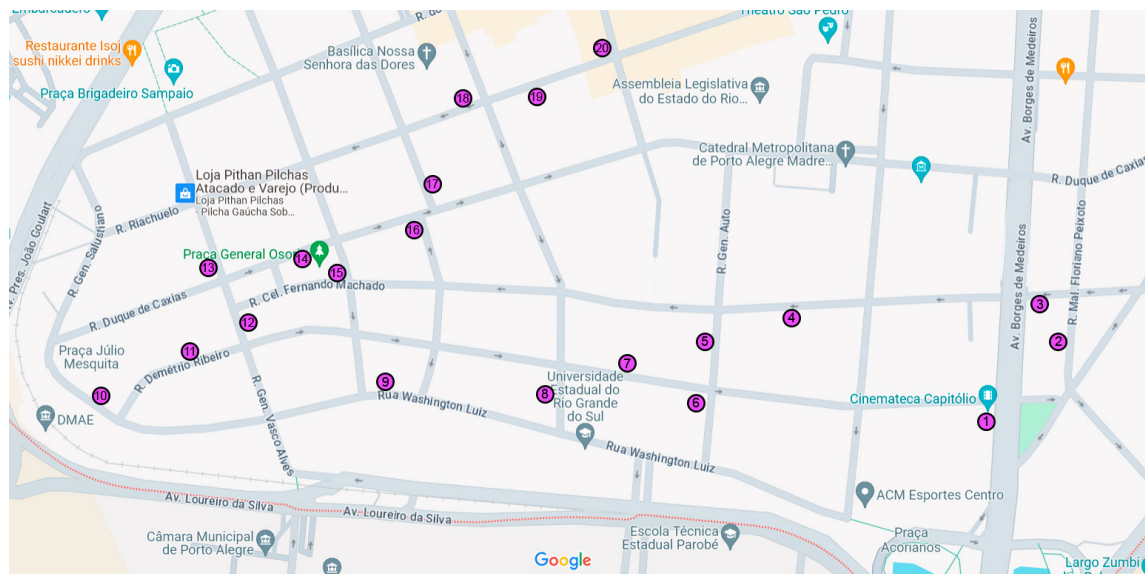 Embarcadero
R. do
Theatro São Pedro
Restaurante Isoj
sushi nikkei drinks
Basílica Nossa
Senhora das Dores
20
Praça Brigadeiro Sampaio
18
19
Assembleia Legislativa
do Estado do Rio...
Av. Borges de Medeiros
Catedral Metropolitana
de Porto Alegre Madre...
R. Duque de Caxias
Loja Pithan Pilchas
Atacado e Varejo (Produ...
Loja Pithan Pilchas
- Pilcha Gaúcha Sob...
17
R. Riachuelo
R. Gen. Salustiano
Av. Pres. João Goulart
16
Praça General Osori
14
13
15
R. Gen. Auto
Av. Borges de Medeiros
R. Mal. Floriano Peixoto
R. Cel. Fernando Machado
R. Duque de Caxias
12
3
4
2
5
11
Praça Júlio
Mesquita
R. Demétrio Ribeiro
7
9
Universidade
Estadual do
Rio Grande
do Sul
8
10
6
Cinemateca Capitólio
1
DMAE
R. Gen. Vasco Alves
Rua Washington Luiz
Rua Washington Luiz
ACM Esportes Centro
Av. Loureiro da Silva
Av. Loureiro da Silva
Câmara Municipal
de Porto Alegre
Escola Técnica
Estadual Parobé
Praça
Acorianos
Google
Largo Zumbi